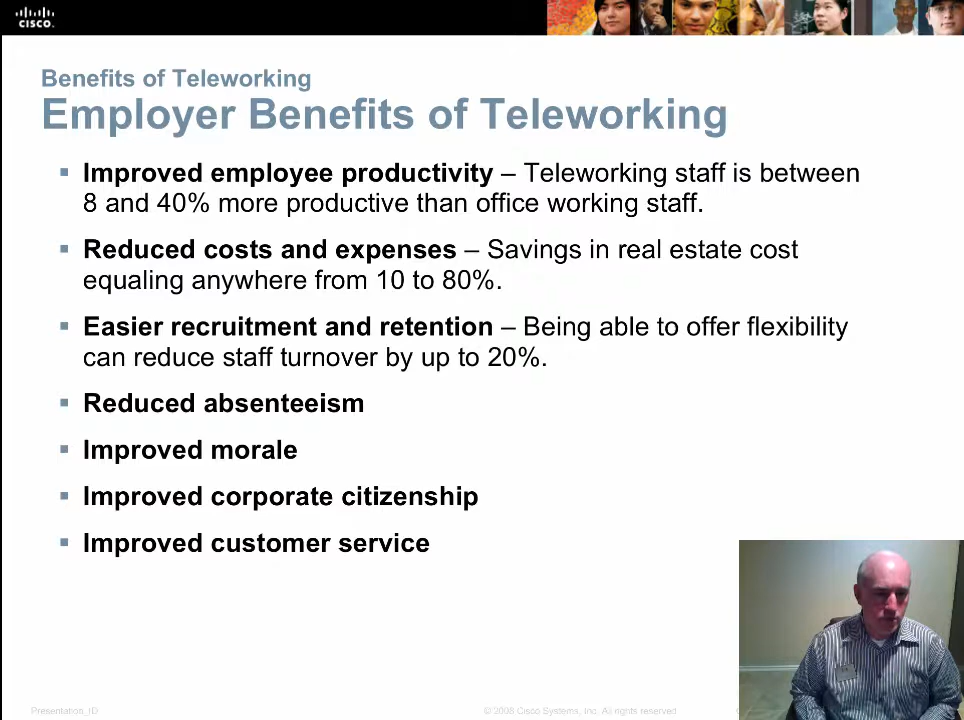 CISCO
Benefits of Teleworking
Employer Benefits of Teleworking
Improved employee productivity – Teleworking staff is between
8 and 40% more productive than office working staff.
Reduced costs and expenses – Savings in real estate cost
equaling anywhere from 10 to 80%.
Easier recruitment and retention – Being able to offer flexibility
can reduce staff turnover by up to 20%.
Reduced absenteeism
Improved morale
Improved corporate citizenship
Improved customer service
Presentation_ID
© 2008 Cisco Systems, Inc. All rights reserved